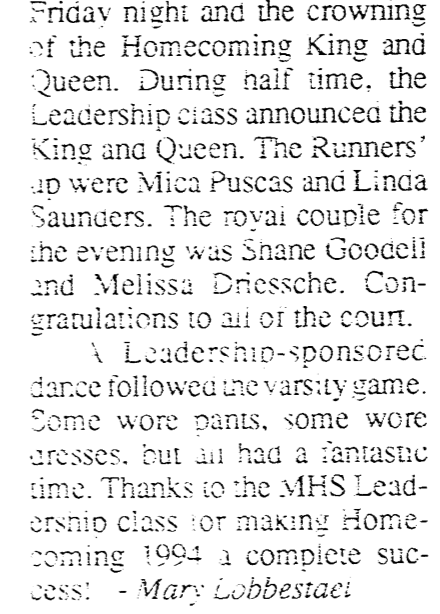 Friday night and the crowning
of the Homecoming King and
Queen. During half time, the
Leadership class announced the
King and Queen. The Runners'
up were Mica Puscas and Linda
Saunders. The royal couple for
the evening was Shane Goodell
and Melissa Driessche. Con-
gratulations to all of the court.
A Leadership-sponsored
dance followed the varsity game.
Some wore pants, some wore
dresses, but all had a fantastic
time. Thanks to the MHS Lead-
ership class for making Home-
coming 1994 a complete suc-
cess! - Mary Lobbestael